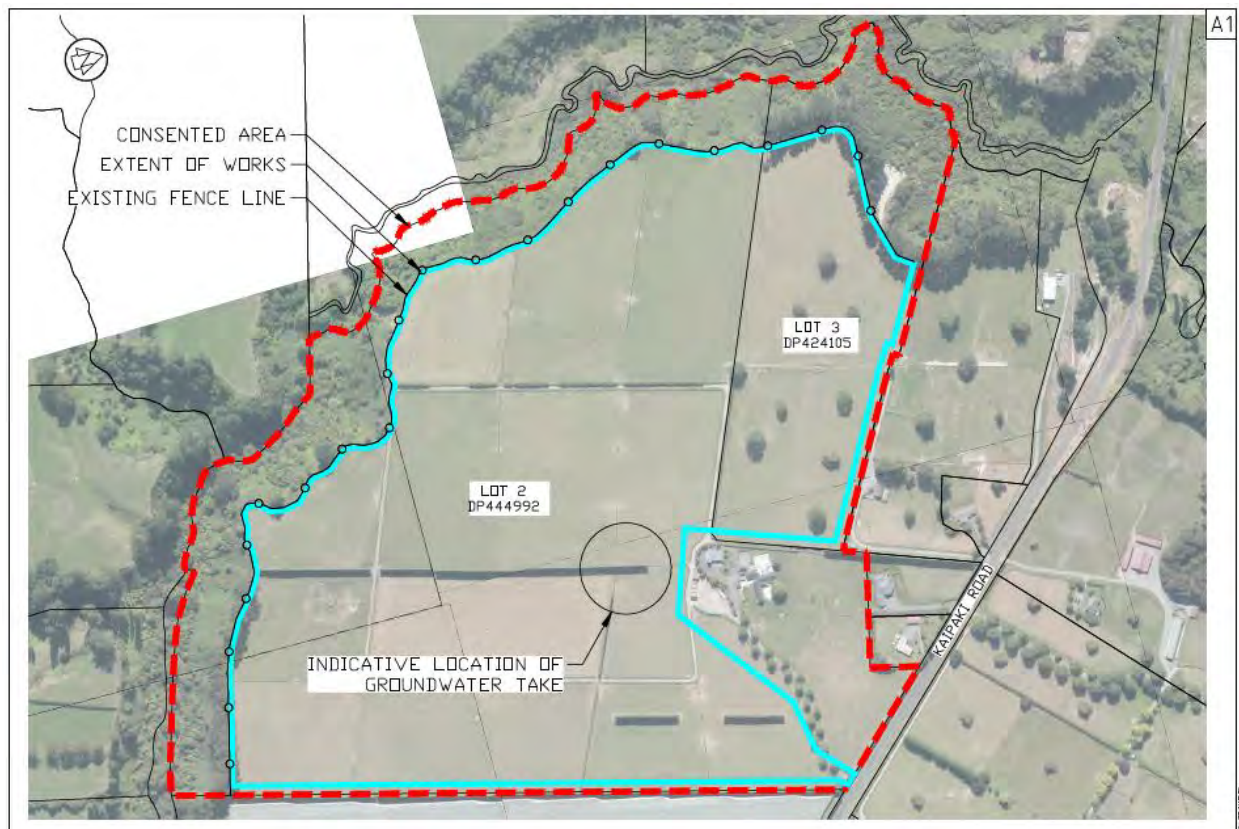 A1
CONSENTED AREA
EXTENT OF WORKS
EXISTING FENCE LINE
LOT 3
DP424105
LOT 2
DP444992
KAIPAKI ROAD
INDICATIVE LOCATION OF
GROUNDWATER TAKE